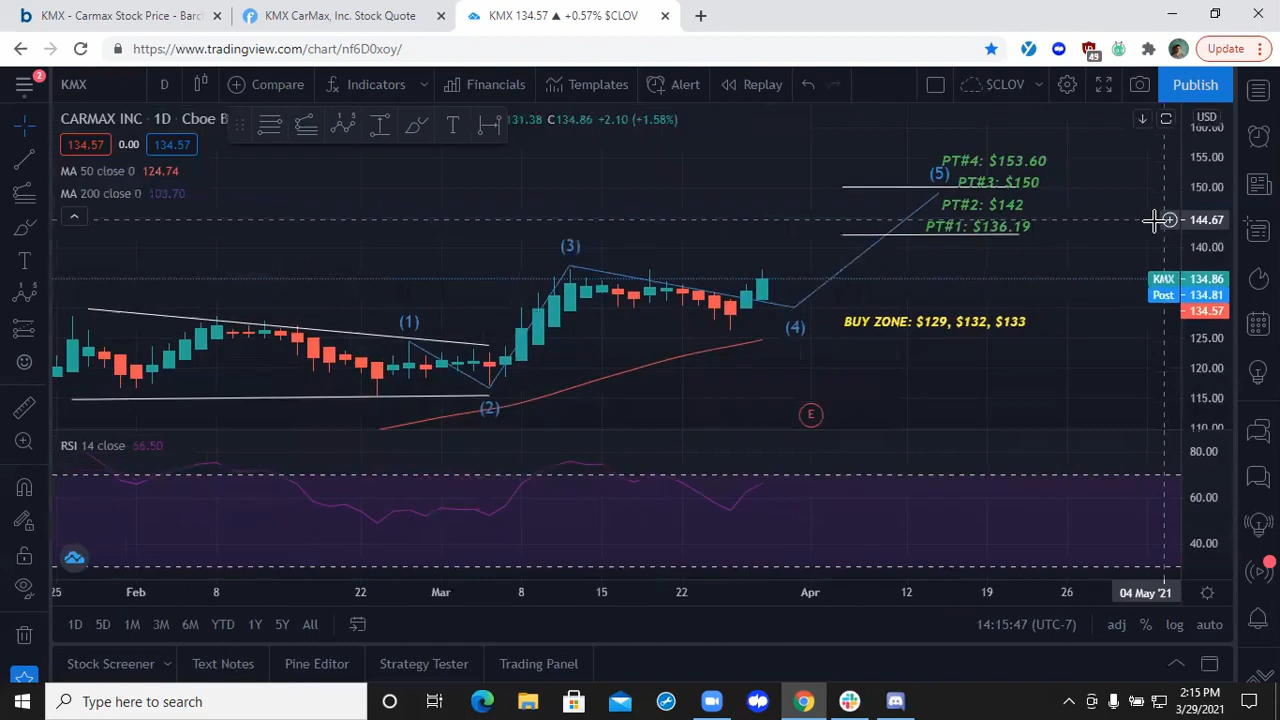 KMX - Carmax Stock Price - Barc
KMX CarMax, Inc. Stock Quote
KMX 134.57 ▲ +0.57% $CLOV
https://www.tradingview.com/chart/nf6D0xoy/
45
Update
2
KMX
D
Compare
Indicators
Financials
Templates
Alert
Replay
$CLOV
Publish
CARMAX INC · 1D · Cboe B
131.38 C134.86 +2.10 (+1.58%)
USD
134.57 0.00 134.57
MA 50 close 0 124.74
MA 200 close 0 103.70
160.00
155.00
150.00
144.67
140.00
KMX 134.86
Post 134.81
134.57
125.00
120.00
115.00
110.00
PT#4: $153.60
(5)
PT#3: $150
PT#2: $142
PT#1: $136.19
(3)
(1)
(4)
BUY ZONE: $129, $132, $133
(2)
E
RSI 14 close 66.50
80.00
60.00
40.00
25 Feb 8 22 Mar 8 15 22 Apr 12 19 26 04 May '21
1D 5D 1M 3M 6M YTD 1Y 5Y All
14:15:47 (UTC-7)
adj % log auto
Stock Screener
Text Notes
Pine Editor
Strategy Tester
Trading Panel
Type here to search
2:15 PM
3/29/2021